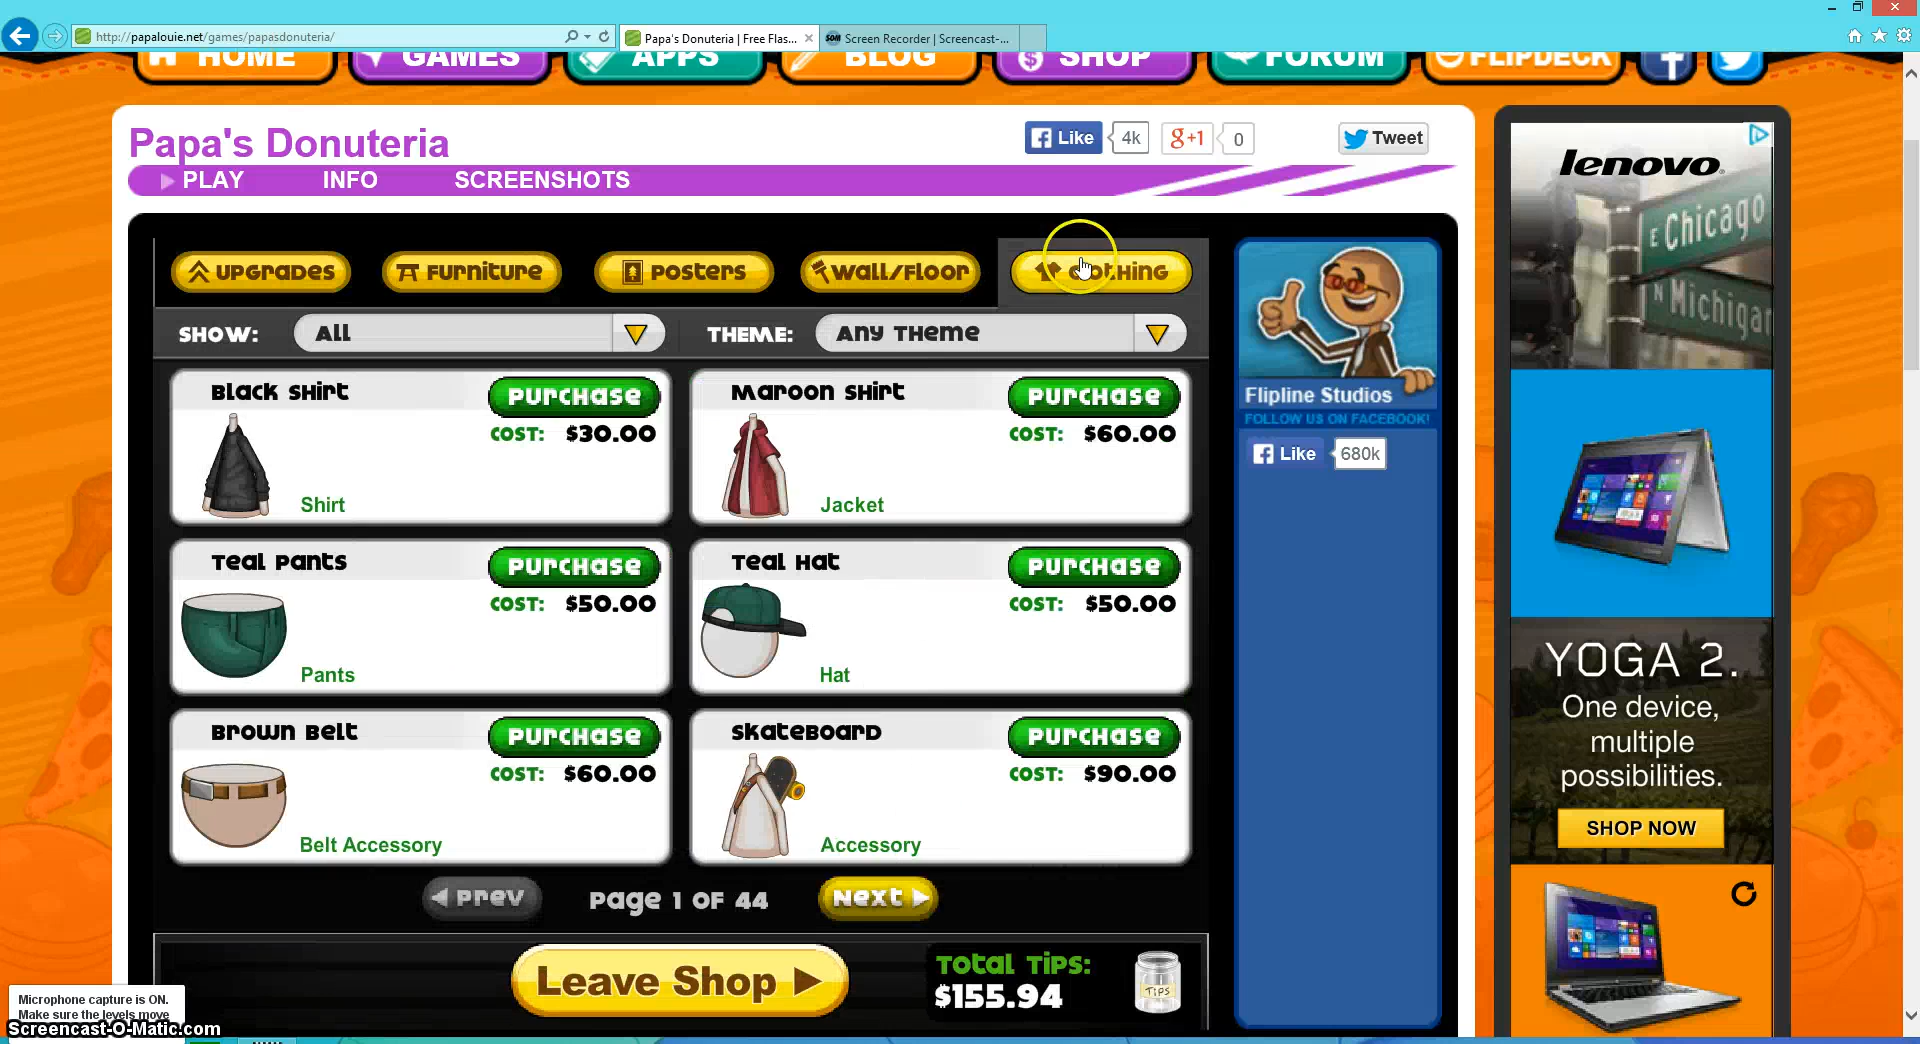 http://papalouie.net/games/papasdonuteria/
Papa's Donuteria | Free Flas...
Screen Recorder | Screencast-...
HOME
GAMES
APPS
BLOG
SHOP
FORUM
FLIPDECK
Papa's Donuteria
Like
4k
g+1
0
Tweet
PLAY
INFO
SCREENSHOTS
Upgrades
Furniture
Posters
Wall/Floor
Clothing
Show:
All
Theme:
Any Theme
Black Shirt
Purchase
Cost: $30.00
Shirt
Maroon Shirt
Purchase
Cost: $60.00
Jacket
Teal Pants
Purchase
Cost: $50.00
Pants
Teal Hat
Purchase
Cost: $50.00
Hat
Brown Belt
Purchase
Cost: $60.00
Belt Accessory
Skateboard
Purchase
Cost: $90.00
Accessory
Prev
Page 1 of 44
Next
Leave Shop
Total Tips:
$155.94
TIPS
Flipline Studios
FOLLOW US ON FACEBOOK!
Like
680k
lenovo
E Chicago
N Michigan
YOGA 2.
One device,
multiple
possibilities.
SHOP NOW
Microphone capture is ON.
Make sure the levels move
Screencast-O-Matic.com